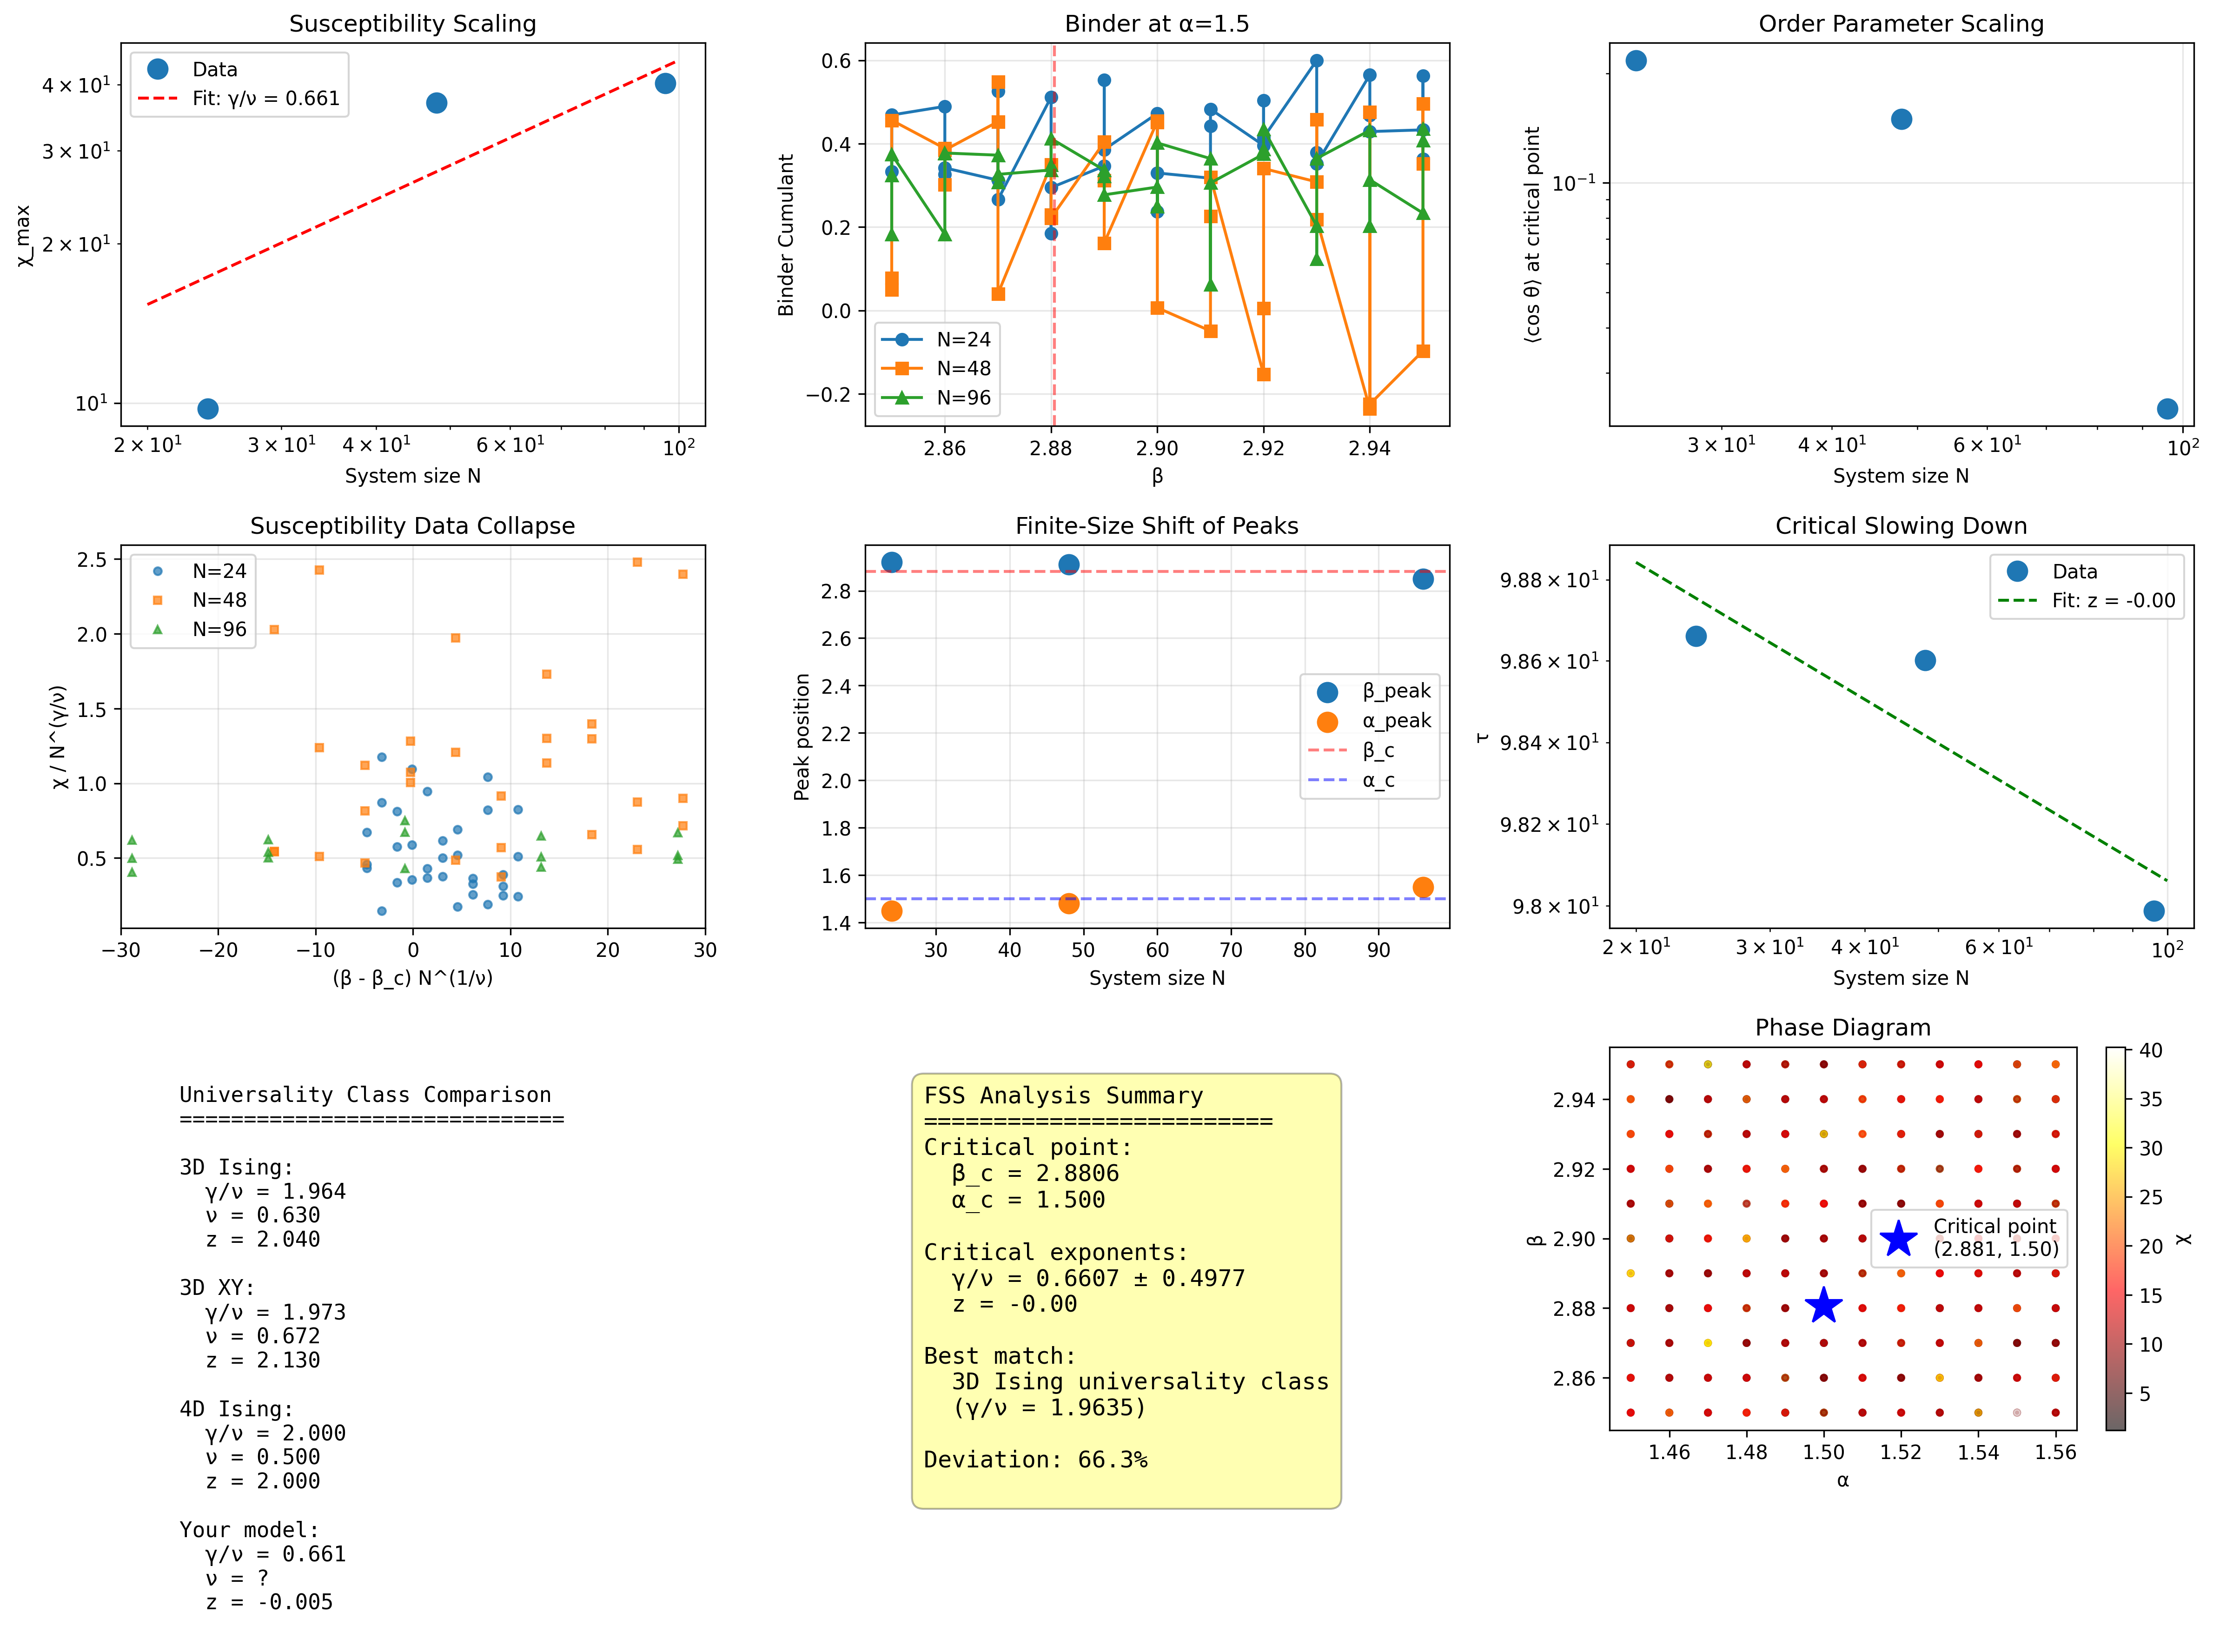 Susceptibility Scaling
Data
Fit: γ/ν = 0.661
χ_max
4 × 10¹
3 × 10¹
2 × 10¹
10¹
2 × 10¹ 3 × 10¹ 4 × 10¹ 6 × 10¹ 10²
System size N
Binder at α=1.5
Binder Cumulant
0.6
0.4
0.2
0.0
−0.2
N=24
N=48
N=96
2.86 2.88 2.90 2.92 2.94
β
Order Parameter Scaling
⟨cos θ⟩ at critical point
10⁻¹
3 × 10¹ 4 × 10¹ 6 × 10¹ 10²
System size N
Susceptibility Data Collapse
N=24
N=48
N=96
χ / N^(γ/ν)
2.5
2.0
1.5
1.0
0.5
−30 −20 −10 0 10 20 30
(β - β_c) N^(1/ν)
Finite-Size Shift of Peaks
Peak position
2.8
2.6
2.4
2.2
2.0
1.8
1.6
1.4
β_peak
α_peak
β_c
α_c
30 40 50 60 70 80 90
System size N
Critical Slowing Down
Data
Fit: z = -0.00
τ
9.88 × 10¹
9.86 × 10¹
9.84 × 10¹
9.82 × 10¹
9.8 × 10¹
2 × 10¹ 3 × 10¹ 4 × 10¹ 6 × 10¹ 10²
System size N
Universality Class Comparison
==============================
3D Ising:
γ/ν = 1.964
ν = 0.630
z = 2.040
3D XY:
γ/ν = 1.973
ν = 0.672
z = 2.130
4D Ising:
γ/ν = 2.000
ν = 0.500
z = 2.000
Your model:
γ/ν = 0.661
ν = ?
z = -0.005
FSS Analysis Summary
=========================
Critical point:
β_c = 2.8806
α_c = 1.500
Critical exponents:
γ/ν = 0.6607 ± 0.4977
z = -0.00
Best match:
3D Ising universality class
(γ/ν = 1.9635)
Deviation: 66.3%
Phase Diagram
β
2.94
2.92
2.90
2.88
2.86
Critical point
(2.881, 1.50)
1.46 1.48 1.50 1.52 1.54 1.56
α
40
35
30
25
20
15
10
5
χ